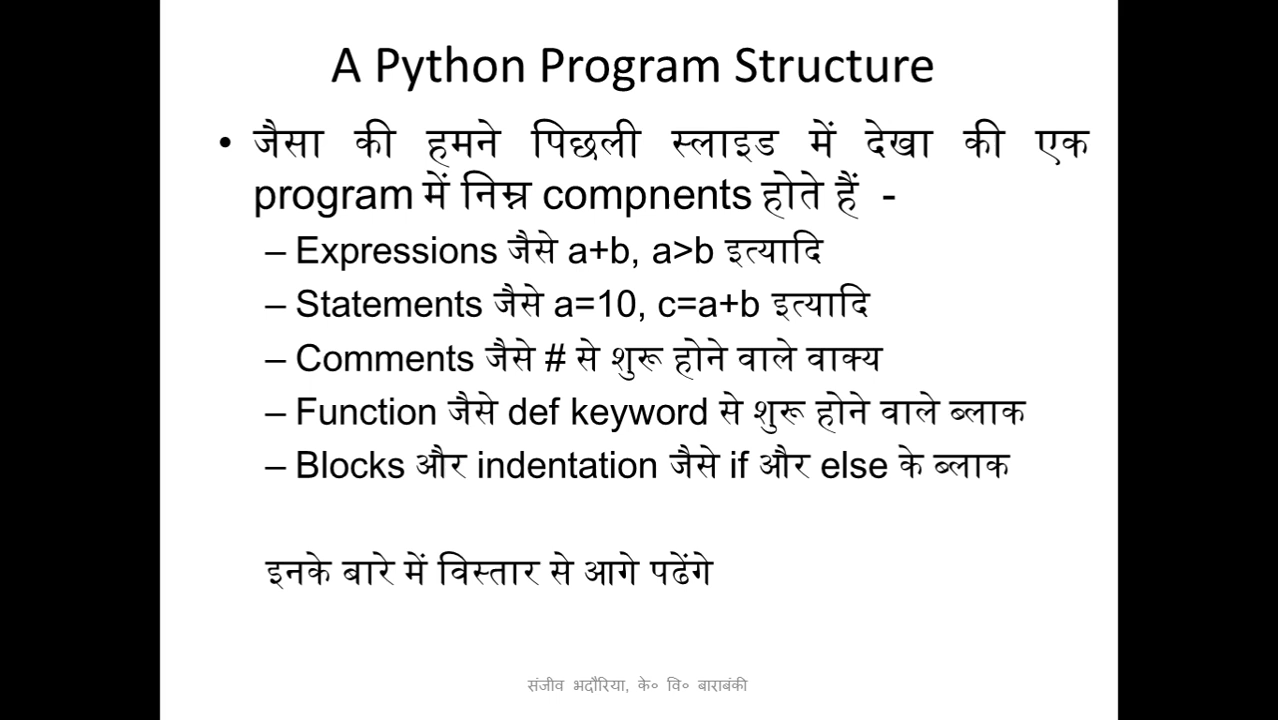 A Python Program Structure
• जैसा की हमने पिछली स्लाइड में देखा की एक
program में निम्न compnents होते हैं -
– Expressions जैसे a+b, a>b इत्यादि
– Statements जैसे a=10, c=a+b इत्यादि
– Comments जैसे # से शुरू होने वाले वाक्य
– Function जैसे def keyword से शुरू होने वाले ब्लाक
– Blocks और indentation जैसे if और else के ब्लाक
इनके बारे में विस्तार से आगे पढेंगे
संजीव भदौरिया, के० वि० बाराबंकी